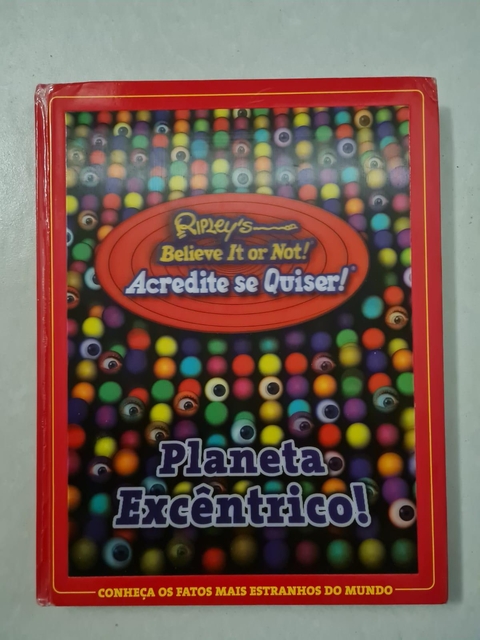 RIPLEY'S
Believe It or Not!®
Acredite se Quiser!®
Planeta
Excêntrico!
CONHEÇA OS FATOS MAIS ESTRANHOS DO MUNDO